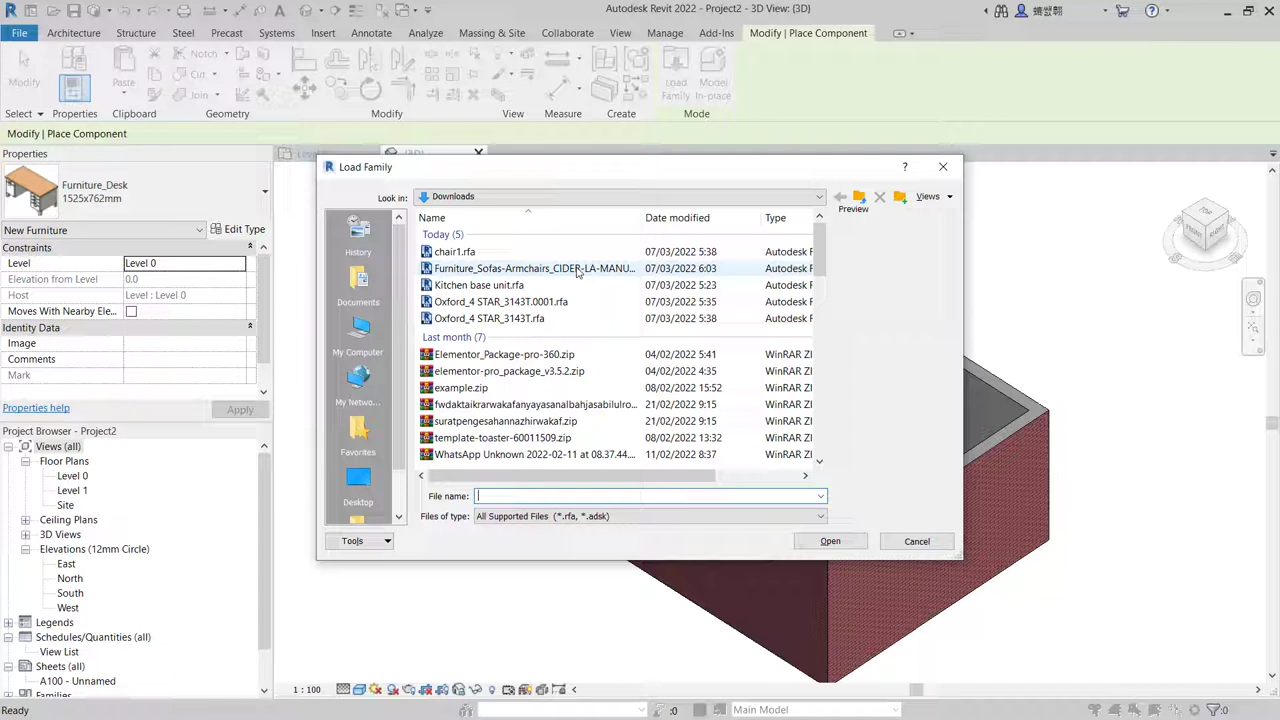 Autodesk Revit 2022 - Project2 - 3D View: {3D}
File Architecture Structure Steel Precast Systems Insert Annotate Analyze Massing & Site Collaborate View Manage Add-Ins Modify | Place Component
Modify Paste Notch Cut Join Load Family Model In-place
Select Properties Clipboard Geometry Modify View Measure Create Mode
Modify | Place Component
Properties
Furniture_Desk
1525x762mm
New Furniture Edit Type
Constraints
Level Level 0
Elevation from Level 0.0
Host Level : Level 0
Moves With Nearby Ele...
Identity Data
Image
Comments
Mark
Properties help Apply
Project Browser - Project2
Views (all)
Floor Plans
Level 0
Level 1
Site
Ceiling Plans
3D Views
Elevations (12mm Circle)
East
North
South
West
Legends
Schedules/Quantities (all)
View List
Sheets (all)
A100 - Unnamed
Families
Load Family ?
Look in: Downloads Views
Preview
History
Documents
My Computer
My Netwo...
Favorites
Desktop
Name Date modified Type
Today (5)
chair1.rfa 07/03/2022 5:38 Autodesk F
Furniture_Sofas-Armchairs_CIDER-LA-MANU... 07/03/2022 6:03 Autodesk F
Kitchen base unit.rfa 07/03/2022 5:23 Autodesk F
Oxford_4 STAR_3143T.0001.rfa 07/03/2022 5:35 Autodesk F
Oxford_4 STAR_3143T.rfa 07/03/2022 5:38 Autodesk F
Last month (7)
Elementor_Package-pro-360.zip 04/02/2022 5:41 WinRAR ZI
elementor-pro_package_v3.5.2.zip 04/02/2022 4:35 WinRAR ZI
example.zip 08/02/2022 15:52 WinRAR ZI
fwdaktaikrarwakafanyayasanalbahjasabilulro... 21/02/2022 9:15 WinRAR ZI
suratpengesahannazhirwakaf.zip 21/02/2022 9:15 WinRAR ZI
template-toaster-60011509.zip 08/02/2022 13:32 WinRAR ZI
WhatsApp Unknown 2022-02-11 at 08.37.44.... 11/02/2022 8:37 WinRAR ZI
File name:
Files of type: All Supported Files (*.rfa, *.adsk)
Tools Open Cancel
TOP
FRONT
RIGHT
1 : 100
Ready :0 Main Model :0